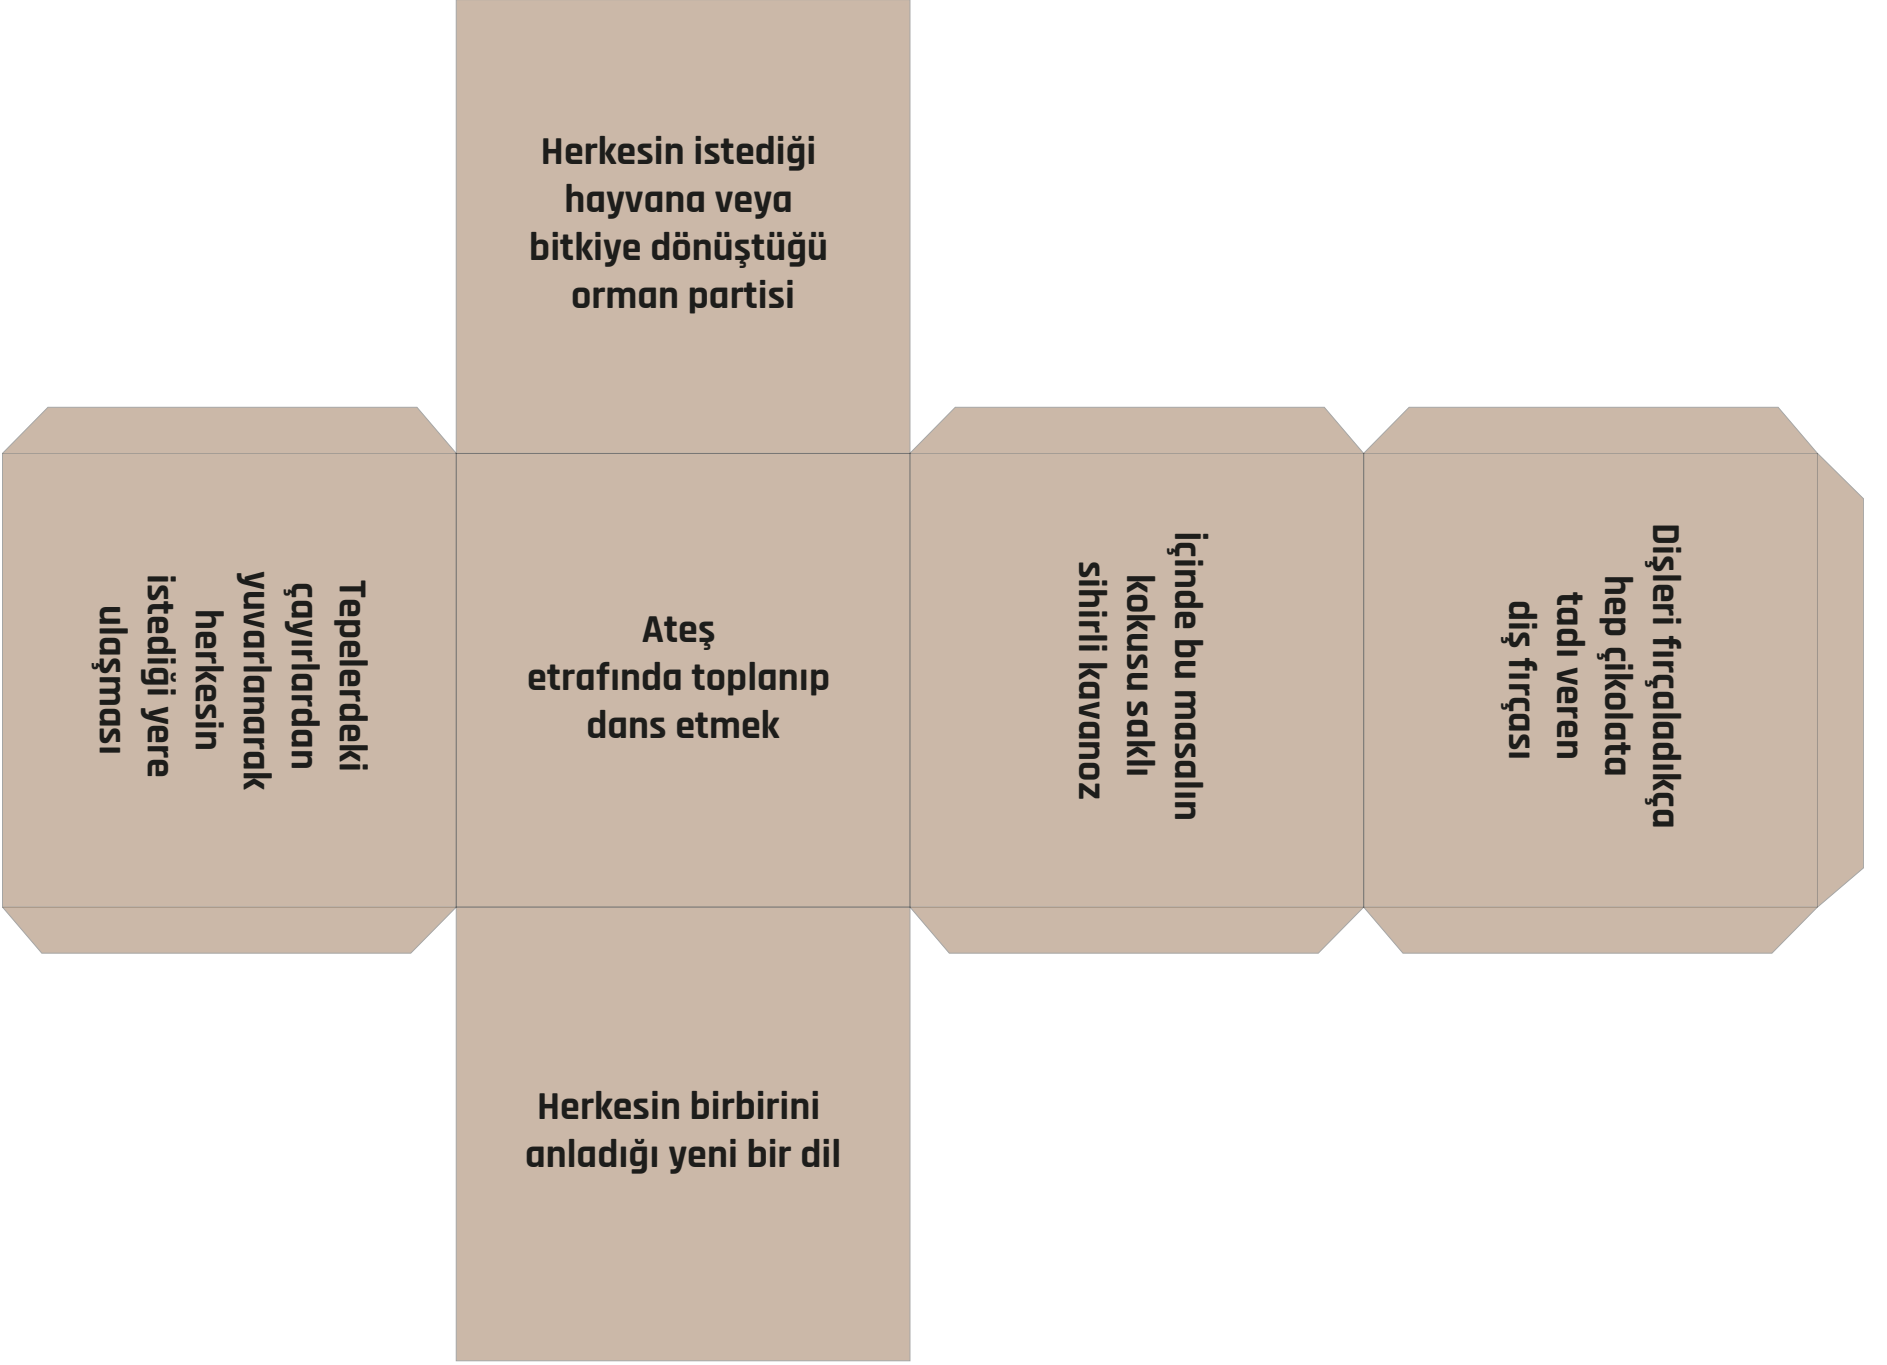 Herkesin istediği
hayvana veya
bitkiye dönüştüğü
orman partisi
Tepelerdeki
çayırlardan
yuvarlanarak
herkesin
istediği yere
ulaşması
Ateş
etrafında toplanıp
dans etmek
İçinde bu masalın
kokusu saklı
sihirli kavanoz
Dişleri fırçaladıkça
hep çikolata
tadı veren
diş fırçası
Herkesin birbirini
anladığı yeni bir dil